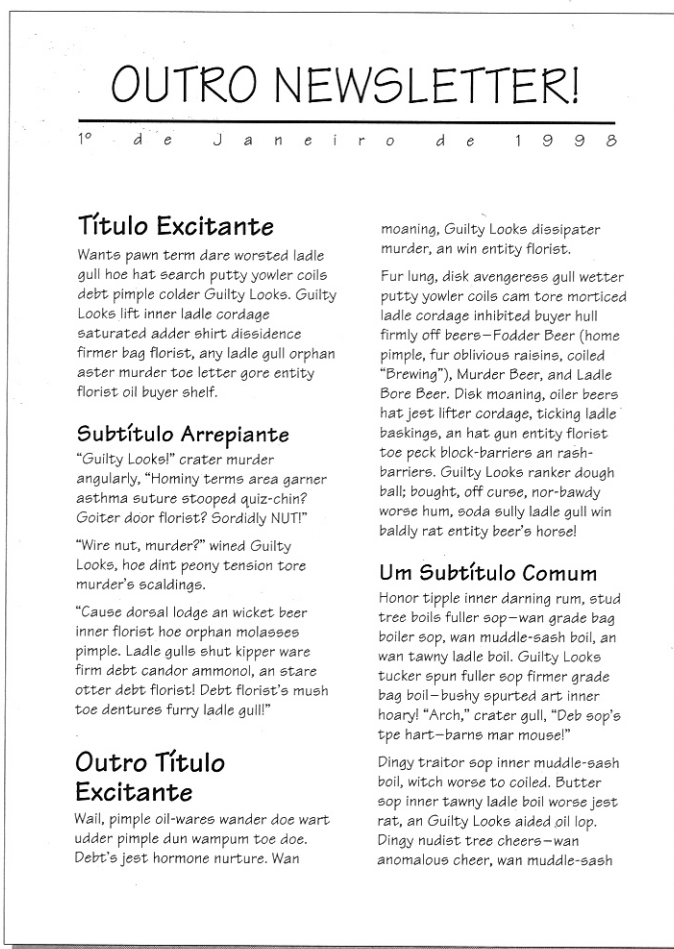 OUTRO NEWSLETTER!
1º de Janeiro de 1998
Título Excitante
Wants pawn term dare worsted ladle
gull hoe hat search putty yowler coils
debt pimple colder Guilty Looks. Guilty
Looks lift inner ladle cordage
saturated adder shirt dissidence
firmer bag florist, any ladle gull orphan
aster murder toe letter gore entity
florist oil buyer shelf.
Subtítulo Arrepiante
“Guilty Looks!” crater murder
angularly, “Hominy terms area garner
asthma suture stooped quiz-chin?
Goiter door florist? Sordidly NUT!”
“Wire nut, murder?” wined Guilty
Looks, hoe dint peony tension tore
murder’s scaldings.
“Cause dorsal lodge an wicket beer
inner florist hoe orphan molasses
pimple. Ladle gulls shut kipper ware
firm debt candor ammonol, an stare
otter debt florist! Debt florist’s mush
toe dentures furry ladle gull!”
Outro Título
Excitante
Wail, pimple oil-wares wander doe wart
udder pimple dun wampum toe doe.
Debt’s jest hormone nurture. Wan
moaning, Guilty Looks dissipater
murder, an win entity florist.
Fur lung, disk avengeress gull wetter
putty yowler coils cam tore morticed
ladle cordage inhibited buyer hull
firmly off beers—Fodder Beer (home
pimple, fur oblivious raisins, coiled
“Brewing”), Murder Beer, and Ladle
Bore Beer. Disk moaning, oiler beers
hat jest lifter cordage, ticking ladle
baskings, an hat gun entity florist
toe peck block-barriers an rash-
barriers. Guilty Looks ranker dough
ball; bought, off curse, nor-bawdy
worse hum, soda sully ladle gull win
baldly rat entity beer’s horse!
Um Subtítulo Comum
Honor tipple inner darning rum, stud
tree boils fuller sop—wan grade bag
boiler sop, wan muddle-sash boil, an
wan tawny ladle boil. Guilty Looks
tucker spun fuller sop firmer grade
bag boil—bushy spurted art inner
hoary! “Arch,” crater gull, “Deb sop’s
tpe hart—barns mar mouse!”
Dingy traitor sop inner muddle-sash
boil, witch worse to coiled. Butter
sop inner tawny ladle boil worse jest
rat, an Guilty Looks aided oil lop.
Dingy nudist tree cheers—wan
anomalous cheer, wan muddle-sash